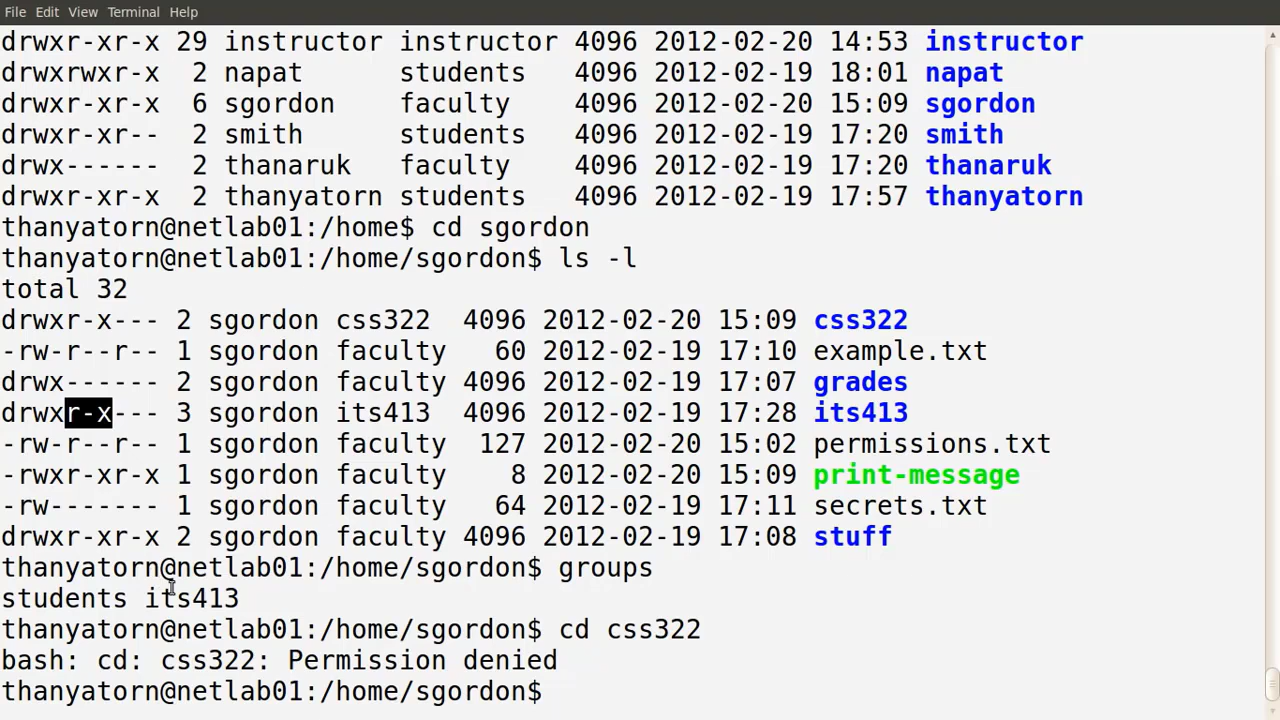 File Edit View Terminal Help
drwxr-xr-x 29 instructor instructor 4096 2012-02-20 14:53 instructor
drwxrwxr-x  2 napat      students   4096 2012-02-19 18:01 napat
drwxr-xr-x  6 sgordon    faculty    4096 2012-02-20 15:09 sgordon
drwxr-xr--  2 smith      students   4096 2012-02-19 17:20 smith
drwx------  2 thanaruk   faculty    4096 2012-02-19 17:20 thanaruk
drwxr-xr-x  2 thanyatorn students   4096 2012-02-19 17:57 thanyatorn
thanyatorn@netlab01:/home$ cd sgordon
thanyatorn@netlab01:/home/sgordon$ ls -l
total 32
drwxr-x--- 2 sgordon css322  4096 2012-02-20 15:09 css322
-rw-r--r-- 1 sgordon faculty   60 2012-02-19 17:10 example.txt
drwx------ 2 sgordon faculty 4096 2012-02-19 17:07 grades
drwxr-x--- 3 sgordon its413  4096 2012-02-19 17:28 its413
-rw-r--r-- 1 sgordon faculty  127 2012-02-20 15:02 permissions.txt
-rwxr-xr-x 1 sgordon faculty    8 2012-02-20 15:09 print-message
-rw------- 1 sgordon faculty   64 2012-02-19 17:11 secrets.txt
drwxr-xr-x 2 sgordon faculty 4096 2012-02-19 17:08 stuff
thanyatorn@netlab01:/home/sgordon$ groups
students its413
thanyatorn@netlab01:/home/sgordon$ cd css322
bash: cd: css322: Permission denied
thanyatorn@netlab01:/home/sgordon$